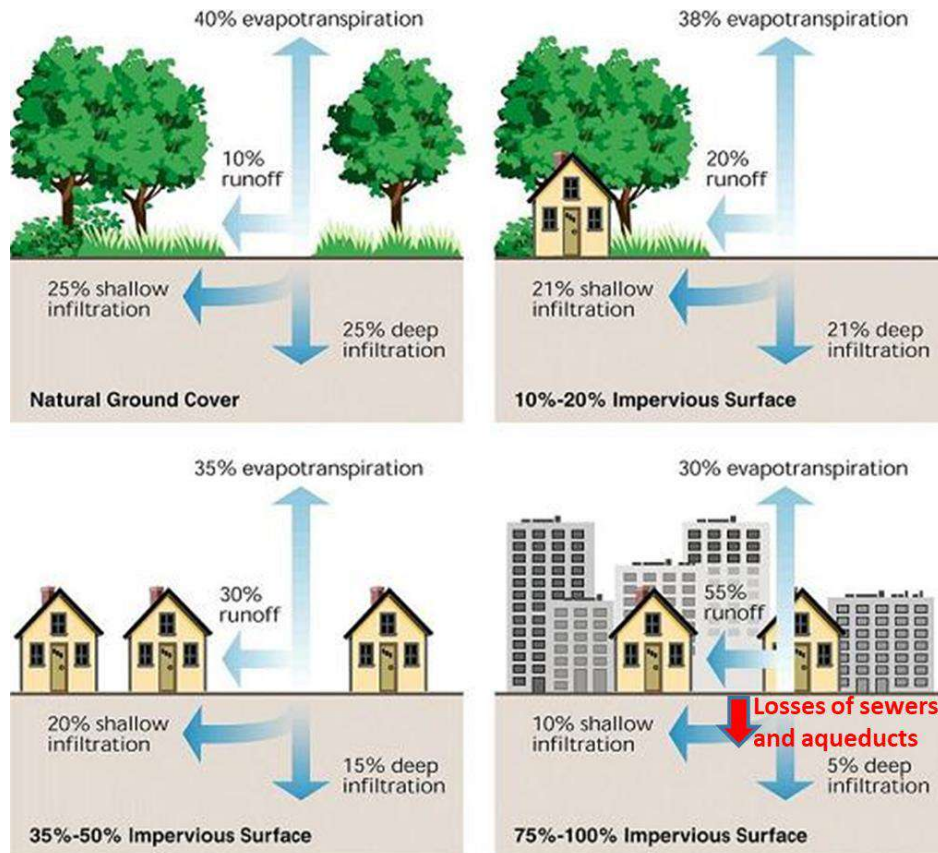 40% evapotranspiration
10%
runoff
25% shallow
infiltration
25% deep
infiltration
Natural Ground Cover
38% evapotranspiration
20%
runoff
21% shallow
infiltration
21% deep
infiltration
10%-20% Impervious Surface
35% evapotranspiration
30%
runoff
20% shallow
infiltration
15% deep
infiltration
35%-50% Impervious Surface
30% evapotranspiration
55%
runoff
Losses of sewers
and aqueducts
10% shallow
infiltration
5% deep
infiltration
75%-100% Impervious Surface